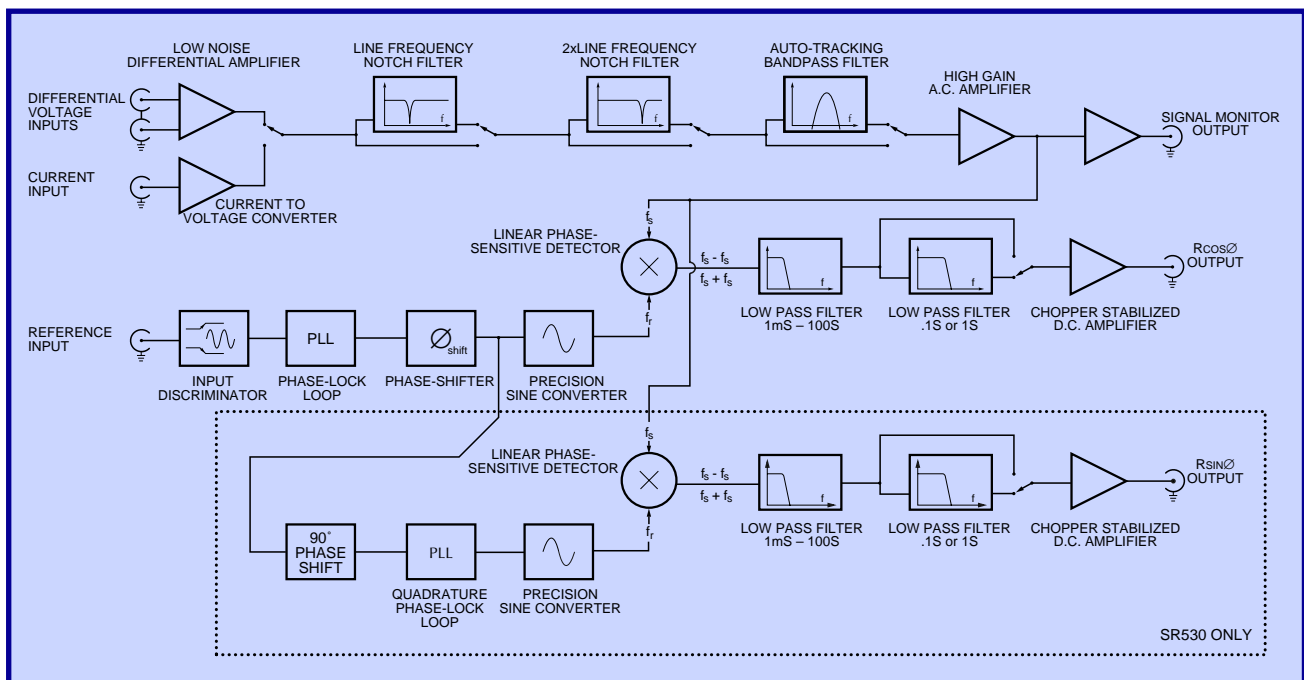 LOW NOISE
DIFFERENTIAL AMPLIFIER
LINE FREQUENCY
NOTCH FILTER
2xLINE FREQUENCY
NOTCH FILTER
AUTO-TRACKING
BANDPASS FILTER
HIGH GAIN
A.C. AMPLIFIER
DIFFERENTIAL
VOLTAGE
INPUTS
f
f
f
SIGNAL MONITOR
OUTPUT
CURRENT
INPUT
CURRENT TO
VOLTAGE CONVERTER
LINEAR PHASE-
SENSITIVE DETECTOR
fs
fs - fs
fs + fs
fr
f
LOW PASS FILTER
1mS – 100S
f
LOW PASS FILTER
.1S or 1S
CHOPPER STABILIZED
D.C. AMPLIFIER
RCOSØ
OUTPUT
REFERENCE
INPUT
INPUT
DISCRIMINATOR
PLL
PHASE-LOCK
LOOP
Øshift
PHASE-SHIFTER
PRECISION
SINE CONVERTER
LINEAR PHASE-
SENSITIVE DETECTOR
fs
fs - fs
fs + fs
fr
f
LOW PASS FILTER
1mS – 100S
f
LOW PASS FILTER
.1S or 1S
CHOPPER STABILIZED
D.C. AMPLIFIER
RSINØ
OUTPUT
90°
PHASE
SHIFT
PLL
QUADRATURE
PHASE-LOCK
LOOP
PRECISION
SINE CONVERTER
SR530 ONLY